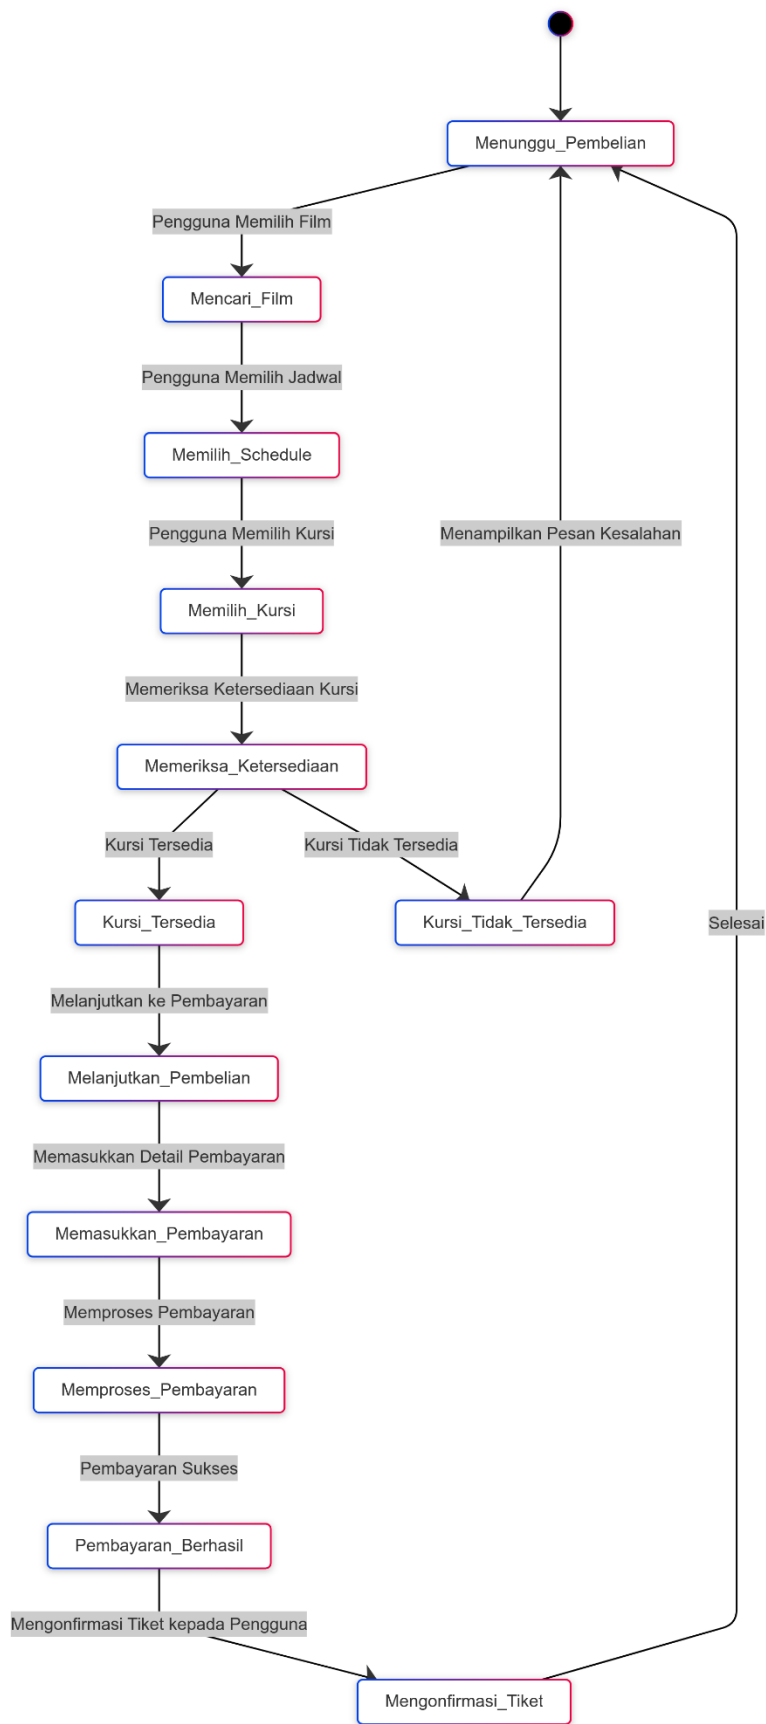 Menunggu_Pembelian
Pengguna Memilih Film
Mencari_Film
Pengguna Memilih Jadwal
Memilih_Schedule
Pengguna Memilih Kursi
Menampilkan Pesan Kesalahan
Memilih_Kursi
Memeriksa Ketersediaan Kursi
Memeriksa_Ketersediaan
Kursi Tersedia
Kursi Tidak Tersedia
Kursi_Tersedia
Kursi_Tidak_Tersedia
Selesai
Melanjutkan ke Pembayaran
Melanjutkan_Pembelian
Memasukkan Detail Pembayaran
Memasukkan_Pembayaran
Memproses Pembayaran
Memproses_Pembayaran
Pembayaran Sukses
Pembayaran_Berhasil
Mengonfirmasi Tiket kepada Pengguna
Mengonfirmasi_Tiket